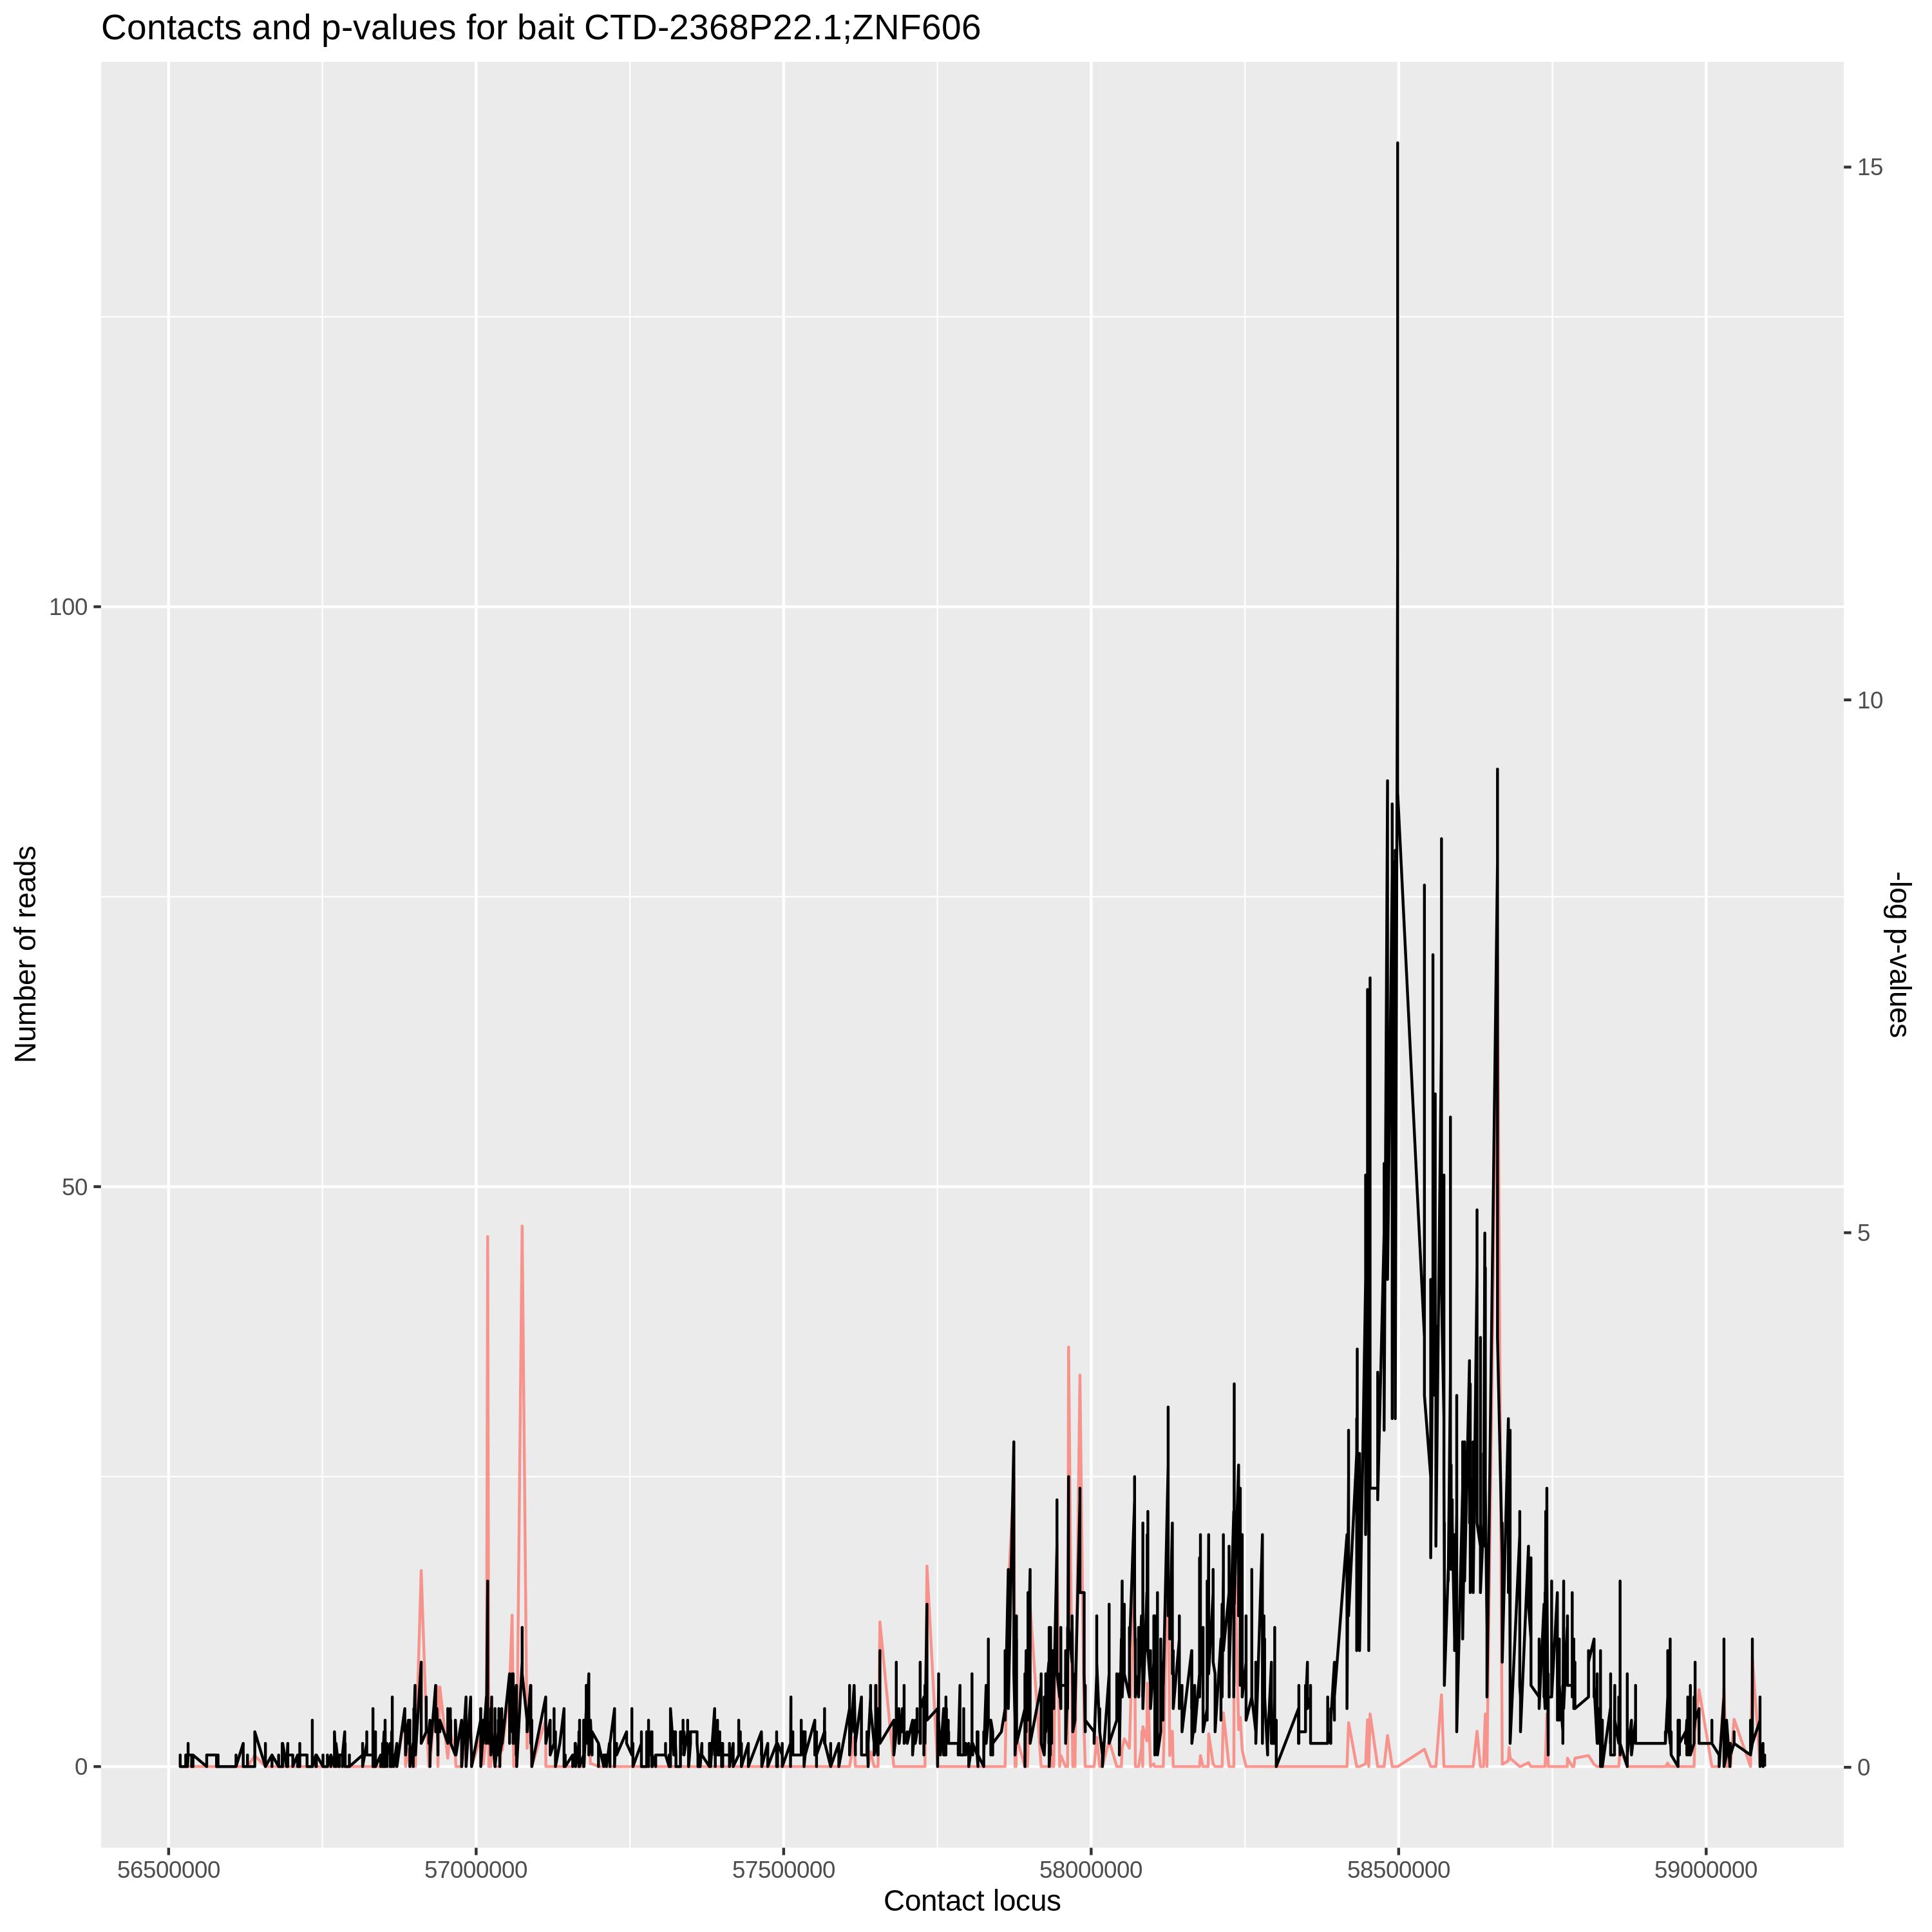 Contacts and p-values for bait CTD-2368P22.1;ZNF606
15
100
10
Number of reads
-log p-values
50
5
0
0
56500000 57000000 57500000 58000000 58500000 59000000
Contact locus